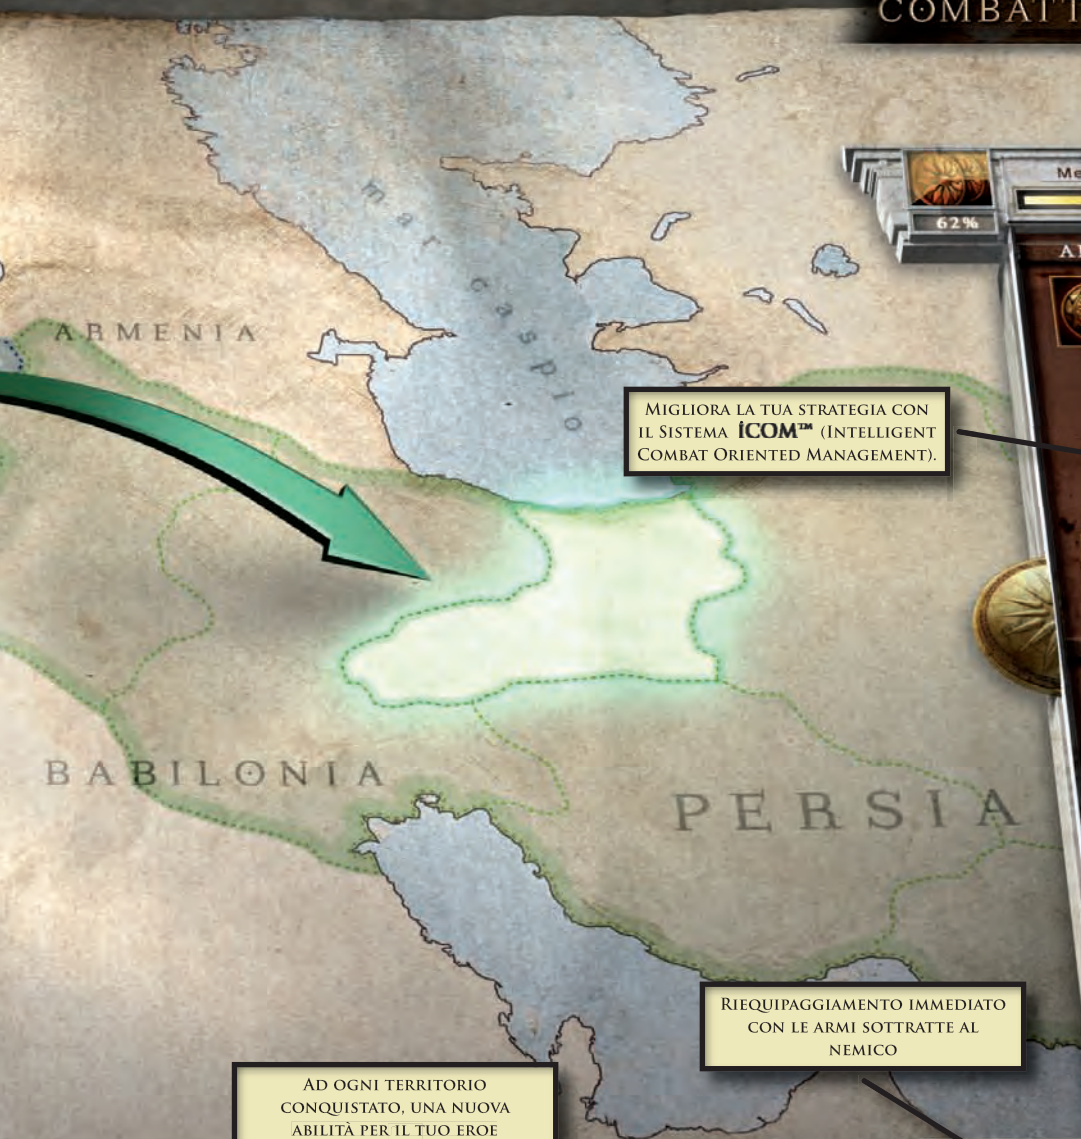 COMBATT
Me
62%
mar caspio
ARMENIA
MIGLIORA LA TUA STRATEGIA CON
IL SISTEMA iCOM™ (INTELLIGENT
COMBAT ORIENTED MANAGEMENT).
BABILONIA
PERSIA
RIEQUIPAGGIAMENTO IMMEDIATO
CON LE ARMI SOTTRATTE AL
NEMICO
AD OGNI TERRITORIO
CONQUISTATO, UNA NUOVA
ABILITÀ PER IL TUO EROE